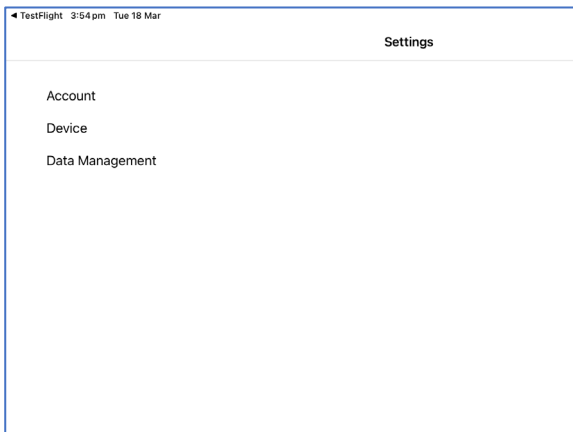 ◀ TestFlight 3:54 pm Tue 18 Mar
Settings
Account
Device
Data Management